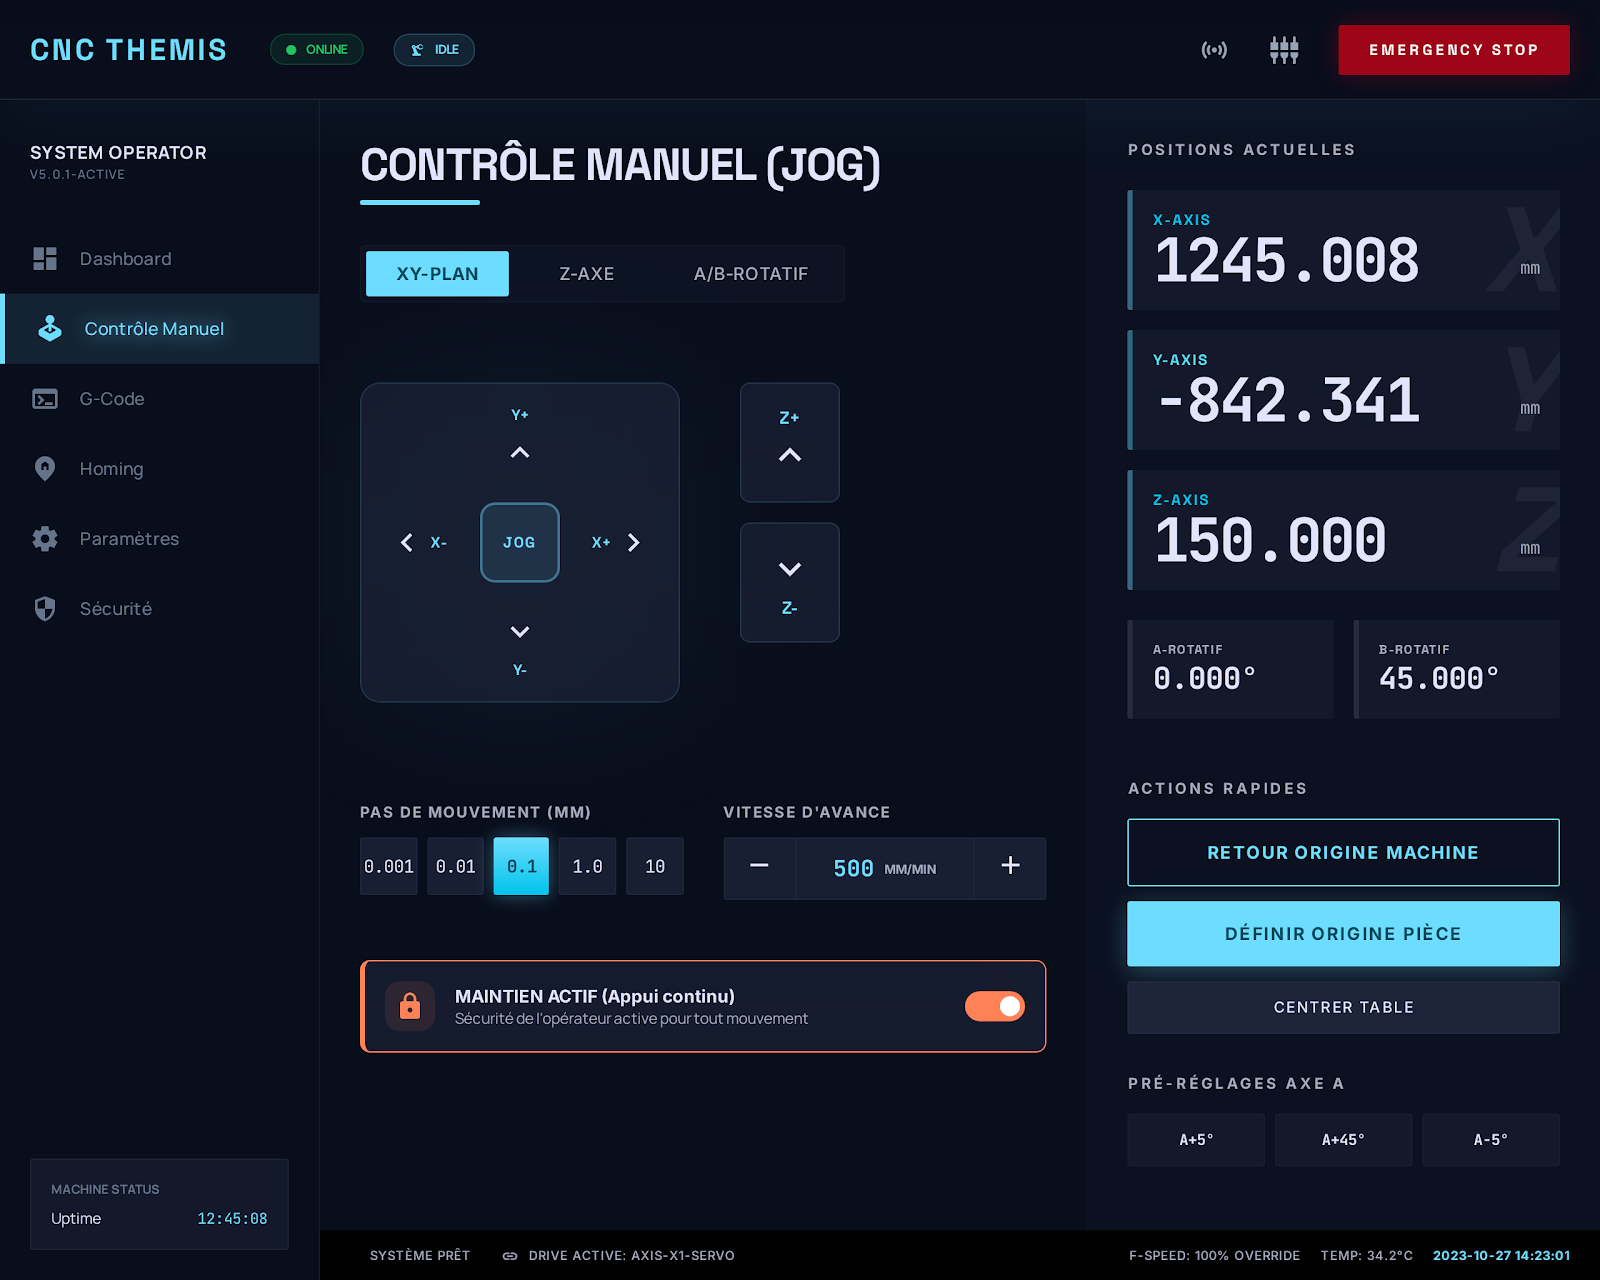 CNC THEMIS
ONLINE
IDLE
EMERGENCY STOP
SYSTEM OPERATOR
V5.0.1-ACTIVE
Dashboard
Contrôle Manuel
G-Code
Homing
Paramètres
Sécurité
MACHINE STATUS
Uptime 12:45:08
CONTRÔLE MANUEL (JOG)
XY-PLAN Z-AXE A/B-ROTATIF
Y+
X- JOG X+
Y-
Z+
Z-
PAS DE MOUVEMENT (MM)
0.001 0.01 0.1 1.0 10
VITESSE D'AVANCE
− 500 MM/MIN +
MAINTIEN ACTIF (Appui continu)
Sécurité de l'opérateur active pour tout mouvement
POSITIONS ACTUELLES
X-AXIS
1245.008 mm
X
Y-AXIS
-842.341 mm
Y
Z-AXIS
150.000 mm
Z
A-ROTATIF
0.000°
B-ROTATIF
45.000°
ACTIONS RAPIDES
RETOUR ORIGINE MACHINE
DÉFINIR ORIGINE PIÈCE
CENTRER TABLE
PRÉ-RÉGLAGES AXE A
A+5° A+45° A-5°
SYSTÈME PRÊT DRIVE ACTIVE: AXIS-X1-SERVO F-SPEED: 100% OVERRIDE TEMP: 34.2°C 2023-10-27 14:23:01